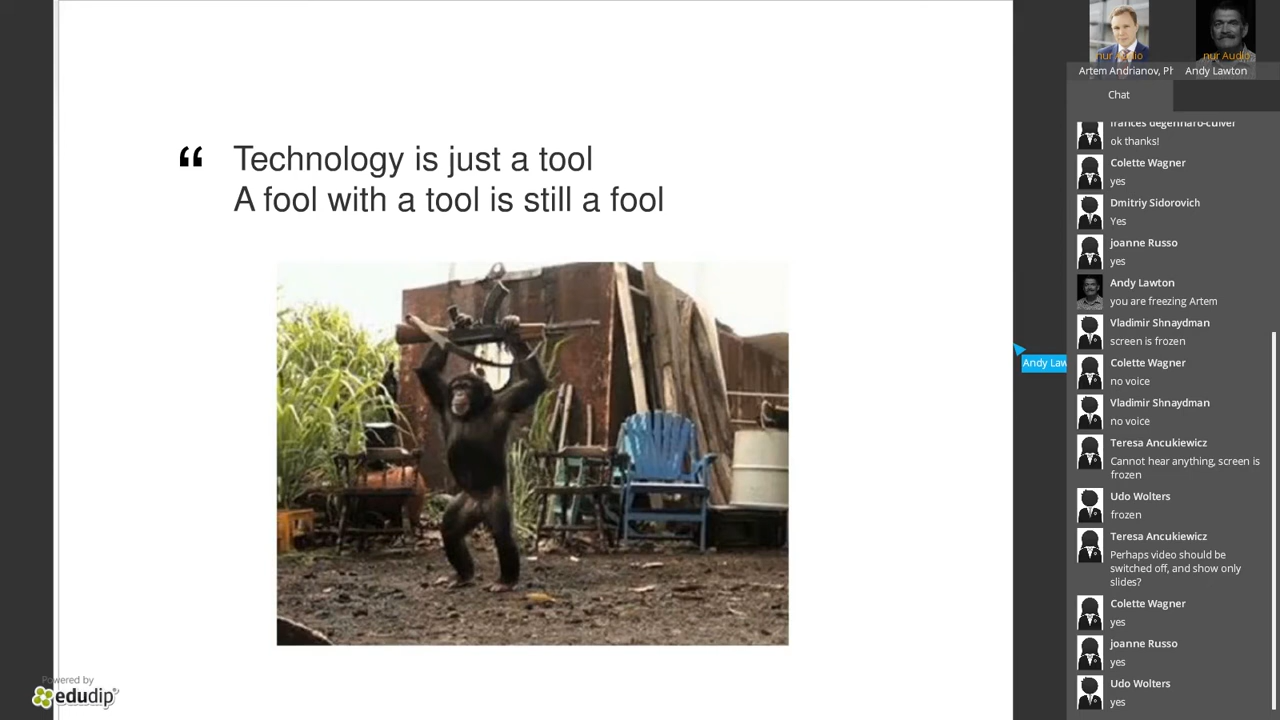 “ Technology is just a tool
A fool with a tool is still a fool
Powered by
edudip
nur Audio
nur Audio
Artem Andrianov, Ph
Andy Lawton
Chat
frances degennaro-culver
ok thanks!
Colette Wagner
yes
Dmitriy Sidorovich
Yes
joanne Russo
yes
Andy Lawton
you are freezing Artem
Vladimir Shnaydman
screen is frozen
Andy Law
Colette Wagner
no voice
Vladimir Shnaydman
no voice
Teresa Ancukiewicz
Cannot hear anything, screen is
frozen
Udo Wolters
frozen
Teresa Ancukiewicz
Perhaps video should be
switched off, and show only
slides?
Colette Wagner
yes
joanne Russo
yes
Udo Wolters
yes